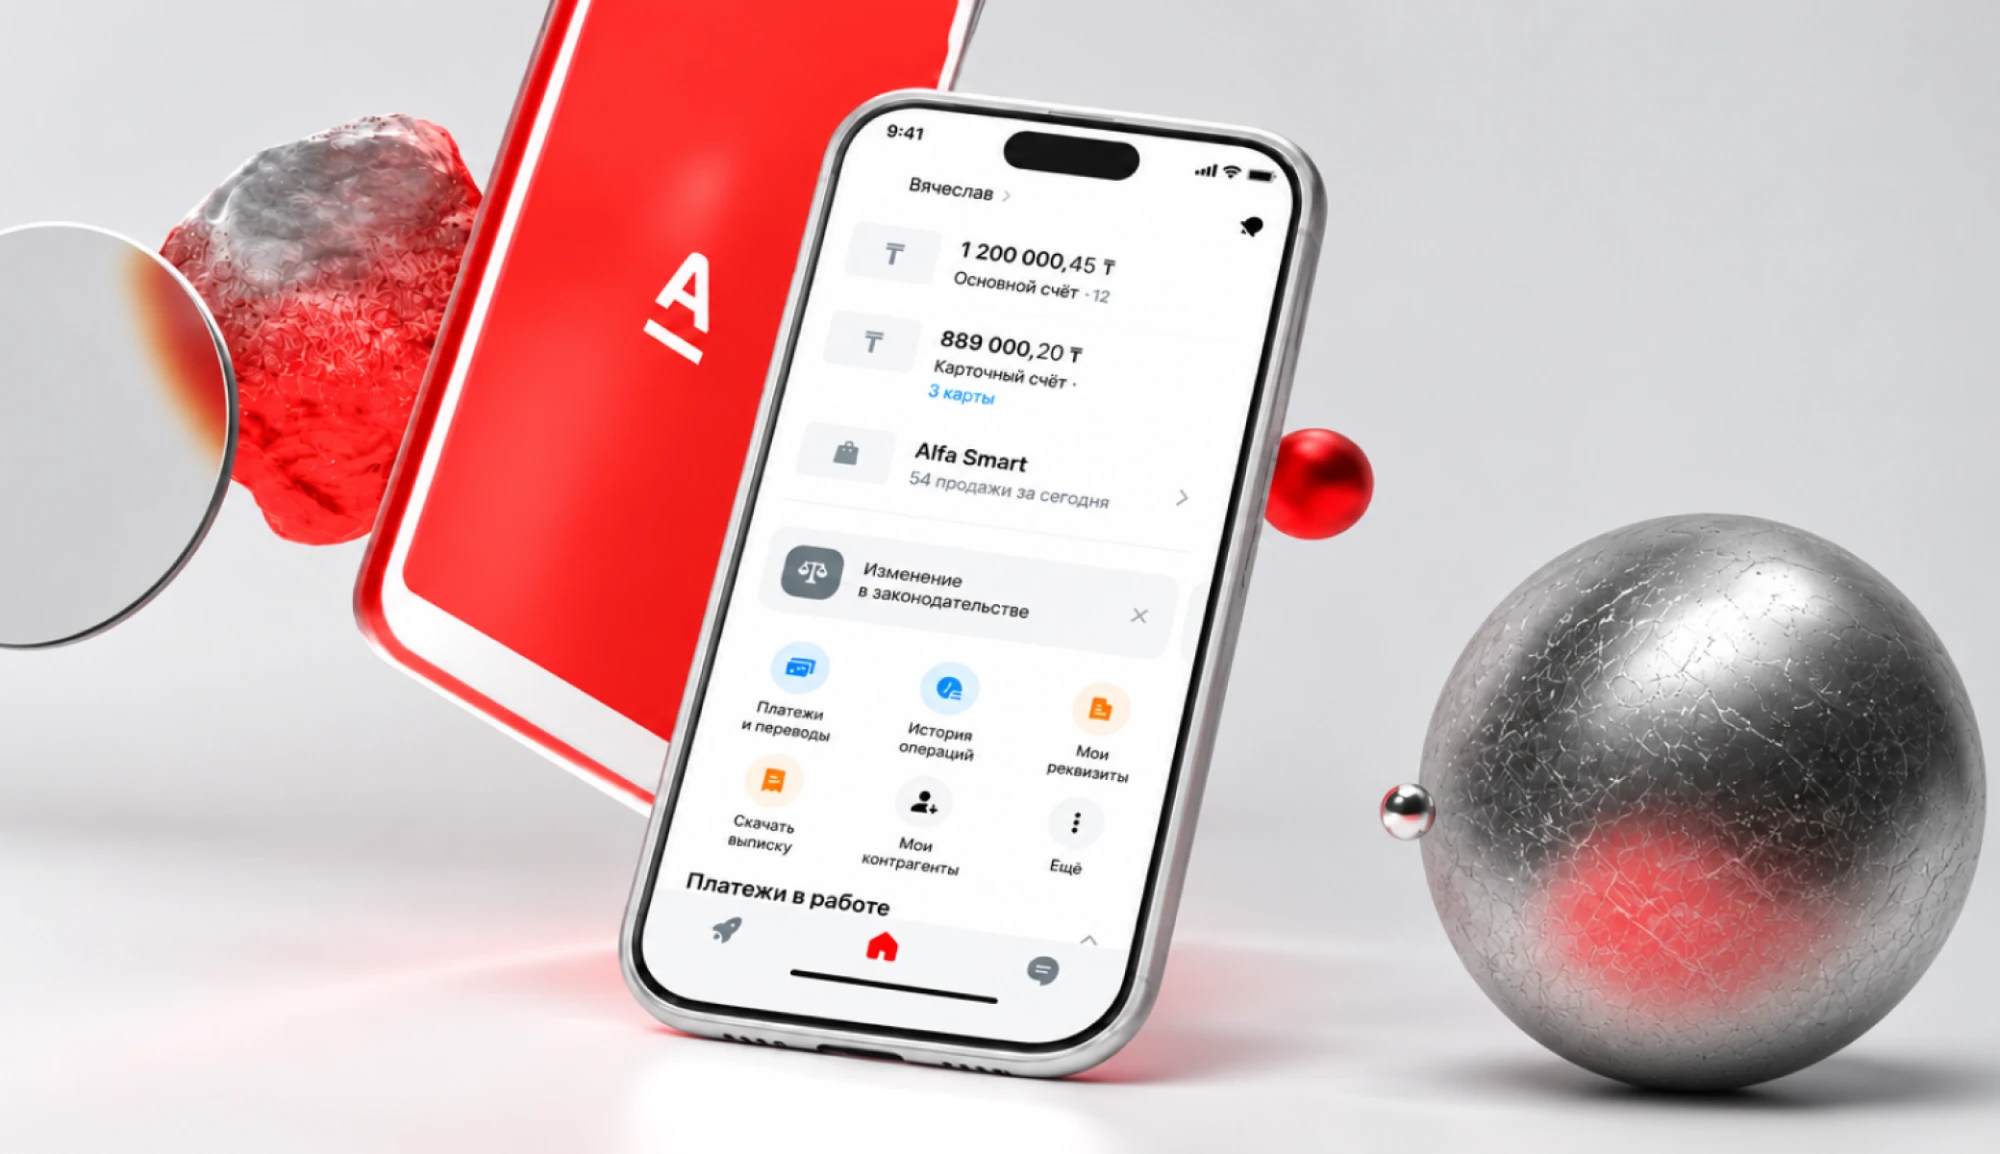 9:41
Вячеслав
1 200 000,45 ₸
Основной счёт ·12
889 000,20 ₸
Карточный счёт ·
3 карты
Alfa Smart
54 продажи за сегодня
Изменение
в законодательстве
Платежи
и переводы
История
операций
Мои
реквизиты
Скачать
выписку
Мои
контрагенты
Ещё
Платежи в работе